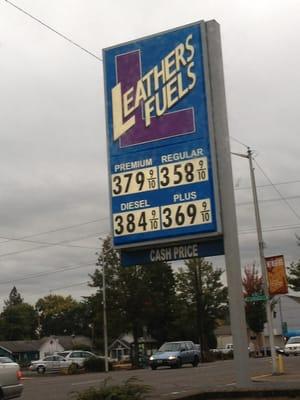 LEATHERS
FUELS
PREMIUM REGULAR
379 9/10 358 9/10
DIESEL PLUS
384 9/10 369 9/10
CASH PRICE